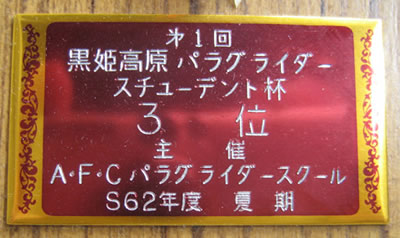 第1回
黒姫高原 パラグライダー
スチューデント杯
3 位
主 催
A・F・Cパラグライダースクール
S62年度 夏 期